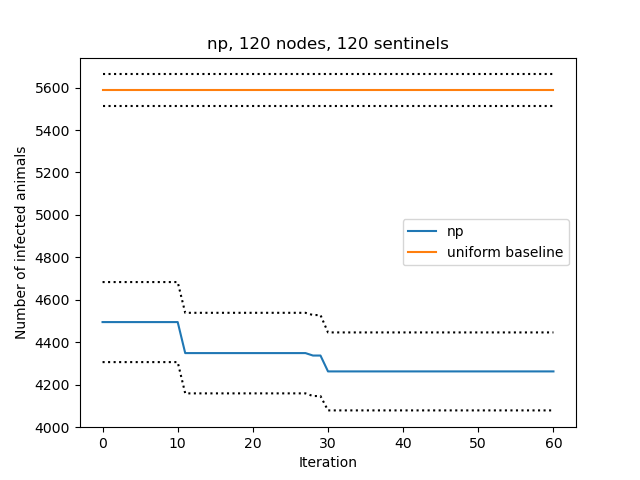 np, 120 nodes, 120 sentinels
5600
5400
5200
5000
4800
4600
4400
4200
4000
Number of infected animals
np
uniform baseline
0 10 20 30 40 50 60
Iteration